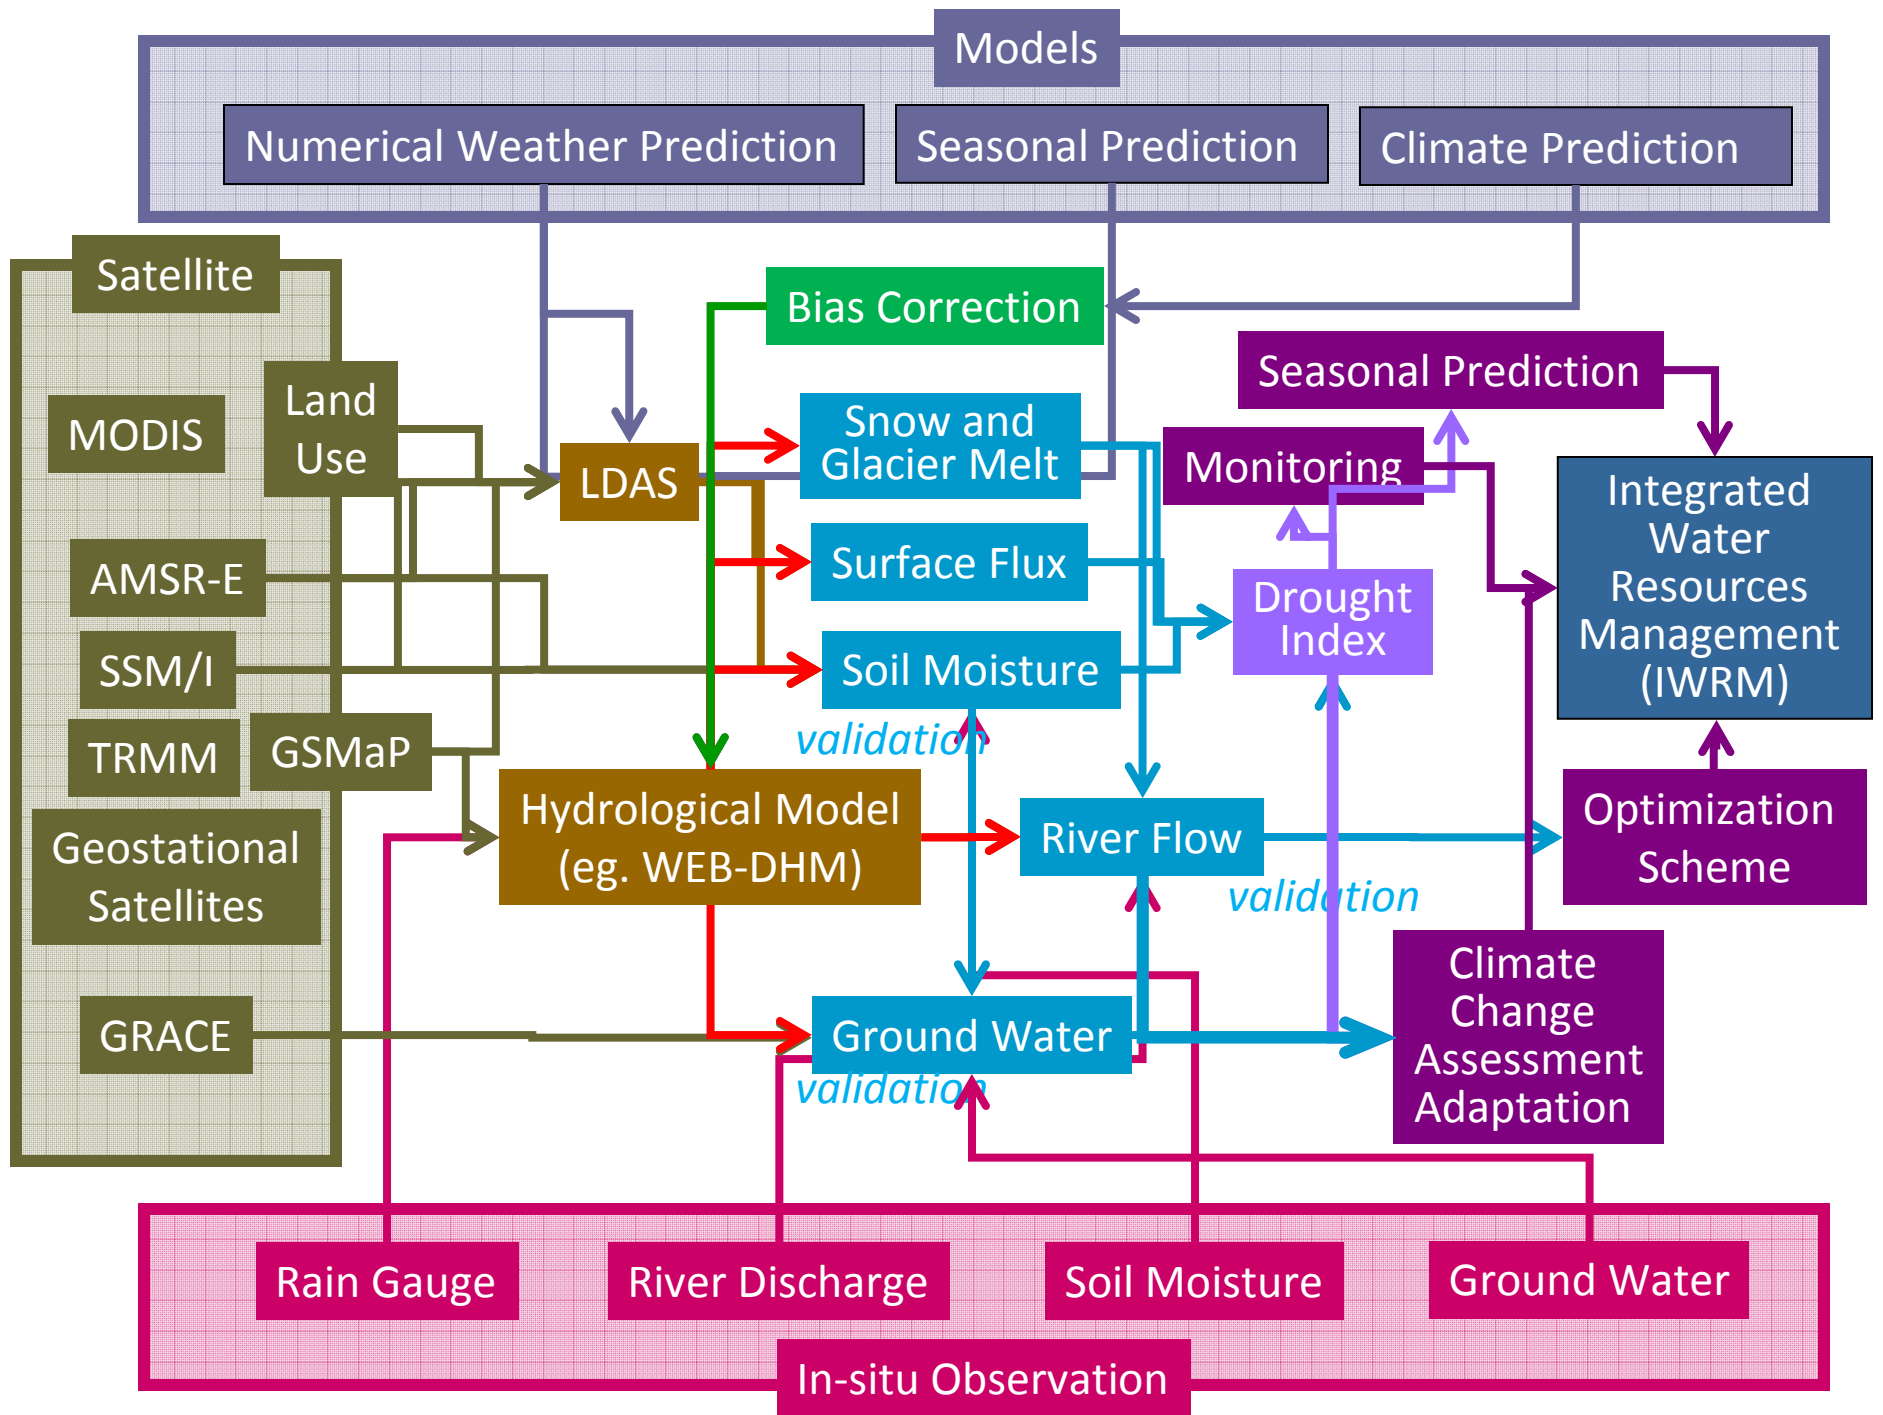 Models
Numerical Weather Prediction
Seasonal Prediction
Climate Prediction
Satellite
Bias Correction
Seasonal Prediction
Land
Use
MODIS
Snow and
Glacier Melt
Monitoring
LDAS
Integrated
Water
Resources
Management
(IWRM)
AMSR-E
Surface Flux
Drought
Index
SSM/I
Soil Moisture
validation
TRMM
GSMaP
Hydrological Model
(eg. WEB-DHM)
River Flow
Optimization
Scheme
validation
Geostational
Satellites
Climate
Change
Assessment
Adaptation
GRACE
Ground Water
validation
Rain Gauge
River Discharge
Soil Moisture
Ground Water
In-situ Observation